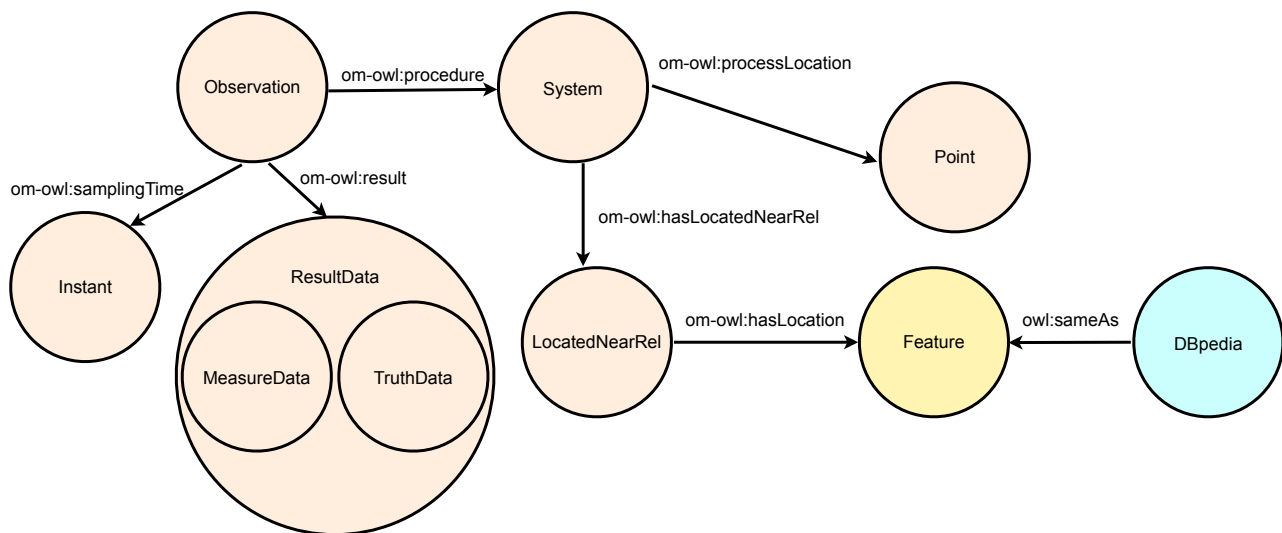 Observation
om-owl:procedure
System
om-owl:processLocation
Point
om-owl:samplingTime
om-owl:result
om-owl:hasLocatedNearRel
Instant
ResultData
MeasureData
TruthData
LocatedNearRel
om-owl:hasLocation
Feature
owl:sameAs
DBpedia